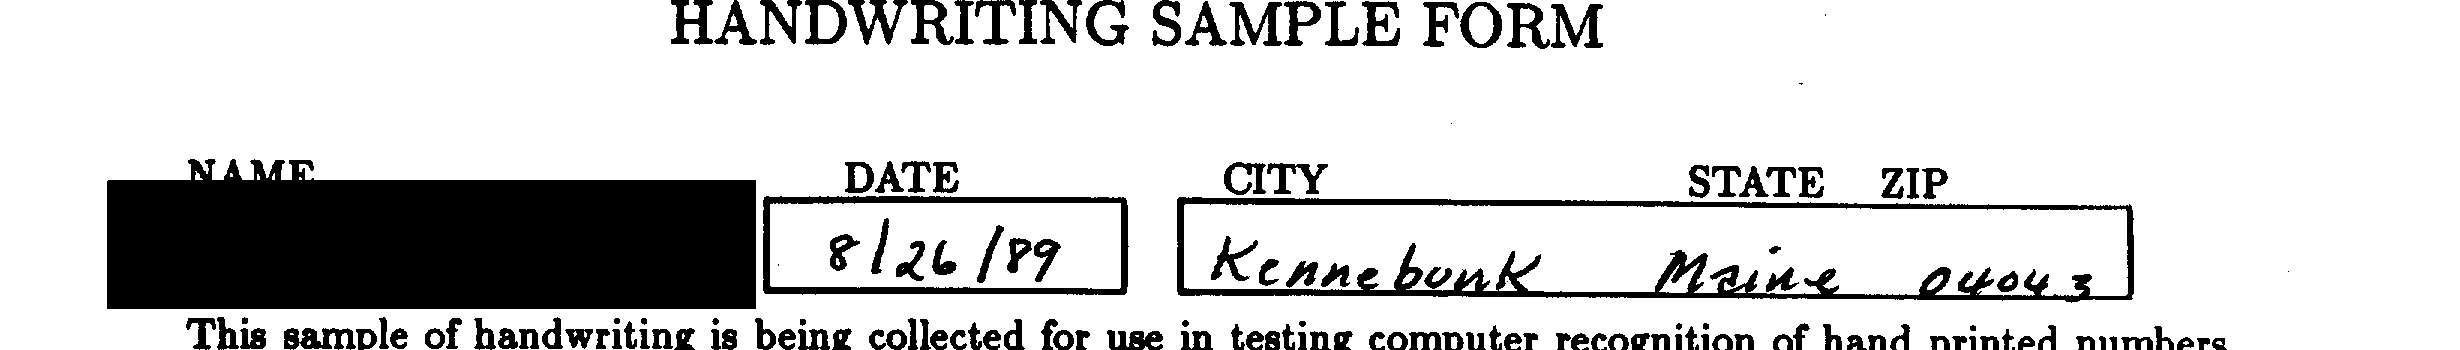 HANDWRITING SAMPLE FORM
NAME DATE CITY STATE ZIP
8/26/89 Kennebunk Maine 04043
This sample of handwriting is being collected for use in testing computer recognition of hand printed numbers